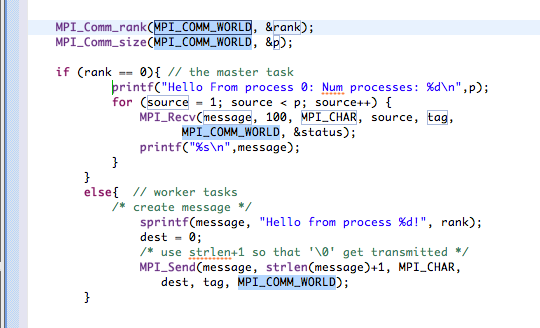 MPI_Comm_rank(MPI_COMM_WORLD, &rank);
MPI_Comm_size(MPI_COMM_WORLD, &p);
if (rank == 0){ // the master task
printf("Hello From process 0: Num processes: %d\n",p);
for (source = 1; source < p; source++) {
MPI_Recv(message, 100, MPI_CHAR, source, tag,
MPI_COMM_WORLD, &status);
printf("%s\n",message);
}
}
else{  // worker tasks
/* create message */
sprintf(message, "Hello from process %d!", rank);
dest = 0;
/* use strlen+1 so that '\0' get transmitted */
MPI_Send(message, strlen(message)+1, MPI_CHAR,
dest, tag, MPI_COMM_WORLD);
}